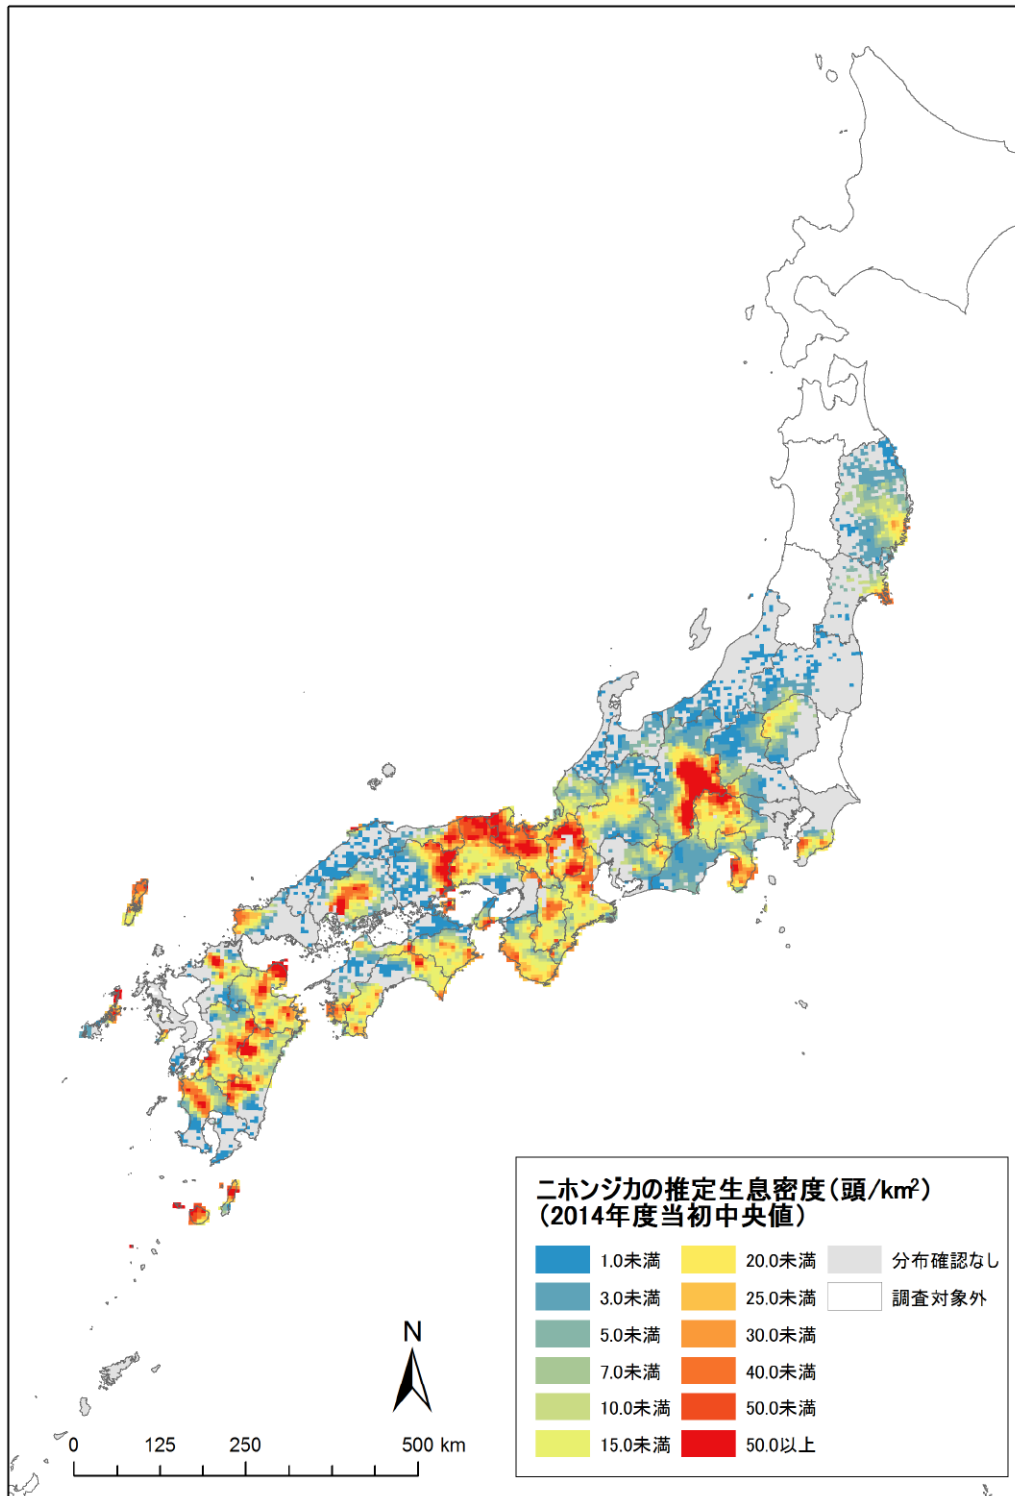 ニホンジカの推定生息密度(頭/km²)
(2014年度当初中央値)
1.0未満
3.0未満
5.0未満
7.0未満
10.0未満
15.0未満
20.0未満
25.0未満
30.0未満
40.0未満
50.0未満
50.0以上
分布確認なし
調査対象外
N
0 125 250 500 km